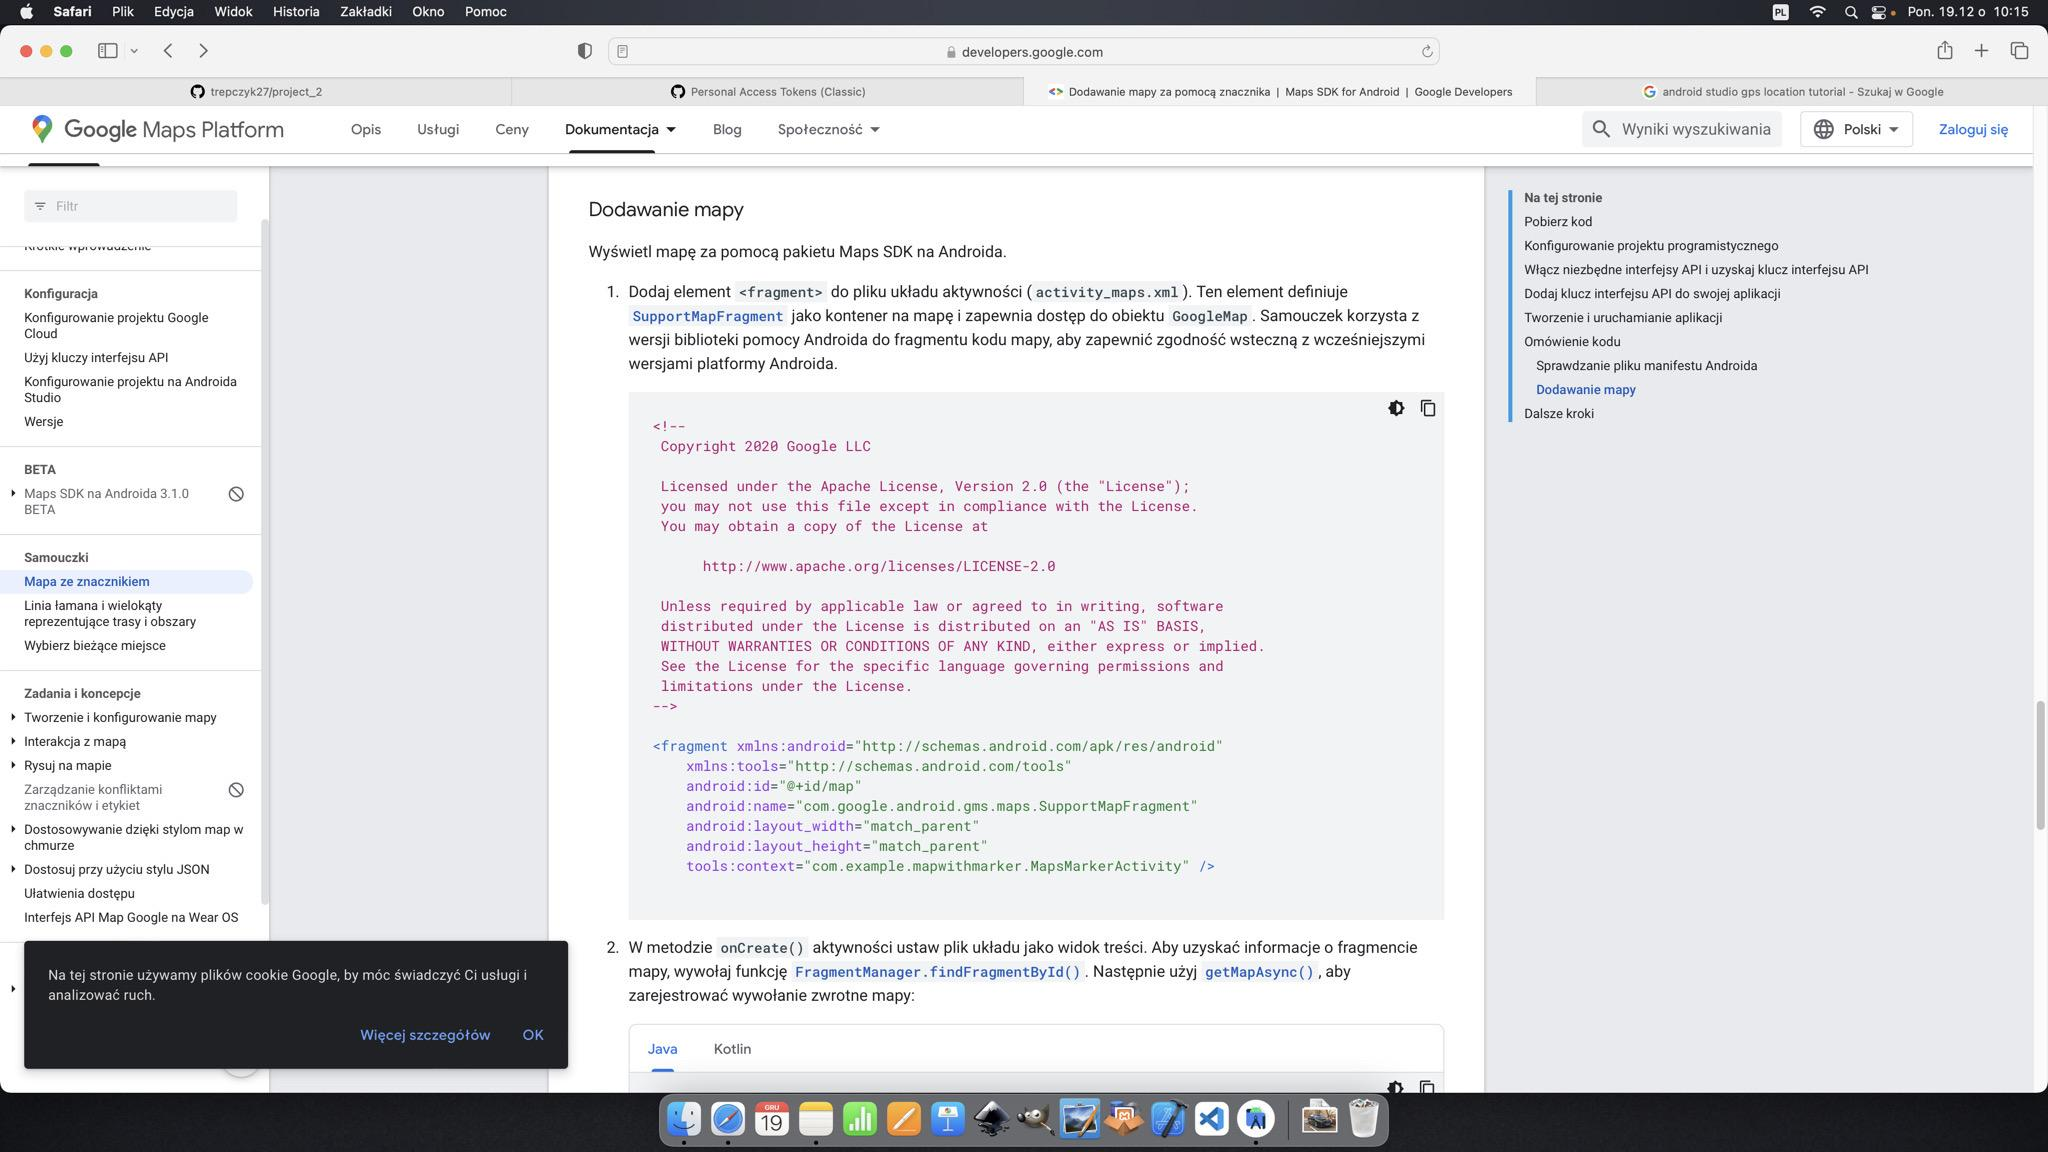 Safari Plik Edycja Widok Historia Zakładki Okno Pomoc PL Pon. 19.12 o 10:15
developers.google.com
trepczyk27/project_2 Personal Access Tokens (Classic) Dodawanie mapy za pomocą znacznika | Maps SDK for Android | Google Developers android studio gps location tutorial - Szukaj w Google
Google Maps Platform Opis Usługi Ceny Dokumentacja Blog Społeczność Wyniki wyszukiwania Polski Zaloguj się
Filtr
Krótkie wprowadzenie
Konfiguracja
Konfigurowanie projektu Google
Cloud
Użyj kluczy interfejsu API
Konfigurowanie projektu na Androida
Studio
Wersje
BETA
Maps SDK na Androida 3.1.0
BETA
Samouczki
Mapa ze znacznikiem
Linia łamana i wielokąty
reprezentujące trasy i obszary
Wybierz bieżące miejsce
Zadania i koncepcje
Tworzenie i konfigurowanie mapy
Interakcja z mapą
Rysuj na mapie
Zarządzanie konfliktami
znaczników i etykiet
Dostosowywanie dzięki stylom map w
chmurze
Dostosuj przy użyciu stylu JSON
Ułatwienia dostępu
Interfejs API Map Google na Wear OS
Na tej stronie używamy plików cookie Google, by móc świadczyć Ci usługi i
analizować ruch.
Więcej szczegółów OK
Dodawanie mapy
Wyświetl mapę za pomocą pakietu Maps SDK na Androida.
1. Dodaj element <fragment> do pliku układu aktywności (activity_maps.xml). Ten element definiuje
SupportMapFragment jako kontener na mapę i zapewnia dostęp do obiektu GoogleMap. Samouczek korzysta z
wersji biblioteki pomocy Androida do fragmentu kodu mapy, aby zapewnić zgodność wsteczną z wcześniejszymi
wersjami platformy Androida.
<!--
Copyright 2020 Google LLC
Licensed under the Apache License, Version 2.0 (the "License");
you may not use this file except in compliance with the License.
You may obtain a copy of the License at
http://www.apache.org/licenses/LICENSE-2.0
Unless required by applicable law or agreed to in writing, software
distributed under the License is distributed on an "AS IS" BASIS,
WITHOUT WARRANTIES OR CONDITIONS OF ANY KIND, either express or implied.
See the License for the specific language governing permissions and
limitations under the License.
-->
<fragment xmlns:android="http://schemas.android.com/apk/res/android"
xmlns:tools="http://schemas.android.com/tools"
android:id="@+id/map"
android:name="com.google.android.gms.maps.SupportMapFragment"
android:layout_width="match_parent"
android:layout_height="match_parent"
tools:context="com.example.mapwithmarker.MapsMarkerActivity" />
2. W metodzie onCreate() aktywności ustaw plik układu jako widok treści. Aby uzyskać informacje o fragmencie
mapy, wywołaj funkcję FragmentManager.findFragmentById(). Następnie użyj getMapAsync(), aby
zarejestrować wywołanie zwrotne mapy:
Java Kotlin
Na tej stronie
Pobierz kod
Konfigurowanie projektu programistycznego
Włącz niezbędne interfejsy API i uzyskaj klucz interfejsu API
Dodaj klucz interfejsu API do swojej aplikacji
Tworzenie i uruchamianie aplikacji
Omówienie kodu
Sprawdzanie pliku manifestu Androida
Dodawanie mapy
Dalsze kroki
GRU
19